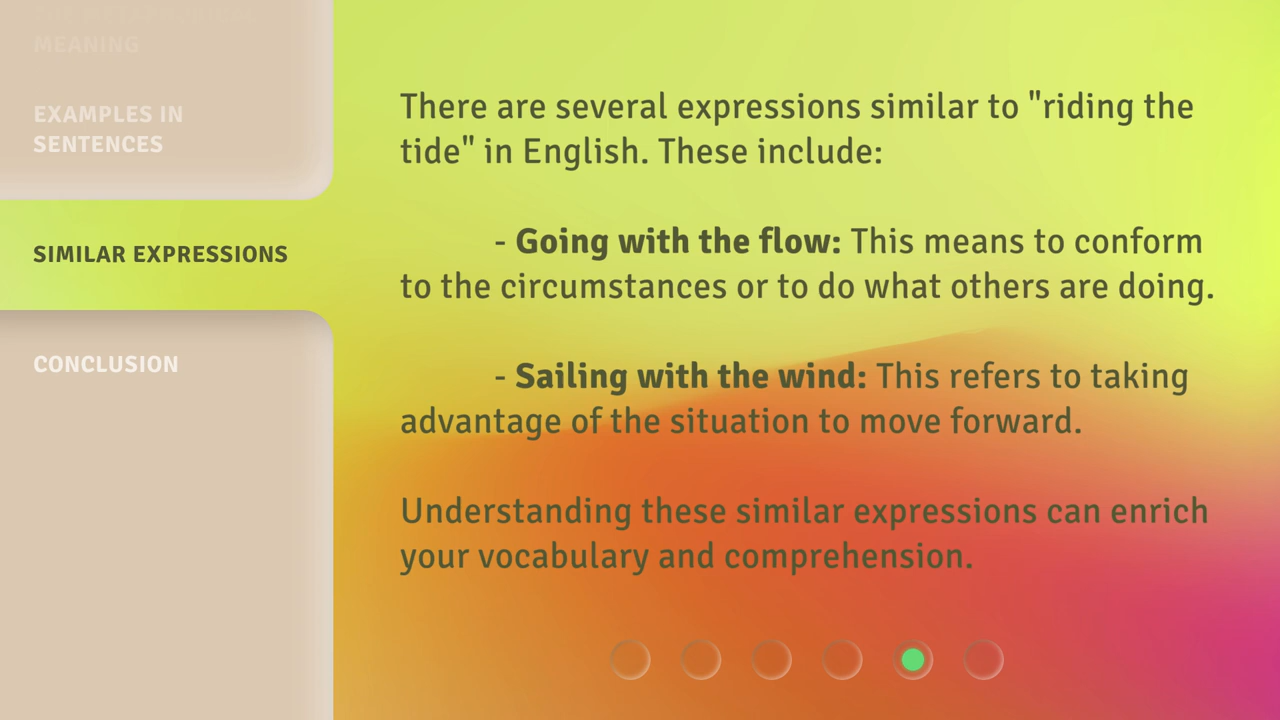 THE METAPHORICAL
MEANING
EXAMPLES IN
SENTENCES
SIMILAR EXPRESSIONS
CONCLUSION
There are several expressions similar to "riding the
tide" in English. These include:
- Going with the flow: This means to conform
to the circumstances or to do what others are doing.
- Sailing with the wind: This refers to taking
advantage of the situation to move forward.
Understanding these similar expressions can enrich
your vocabulary and comprehension.